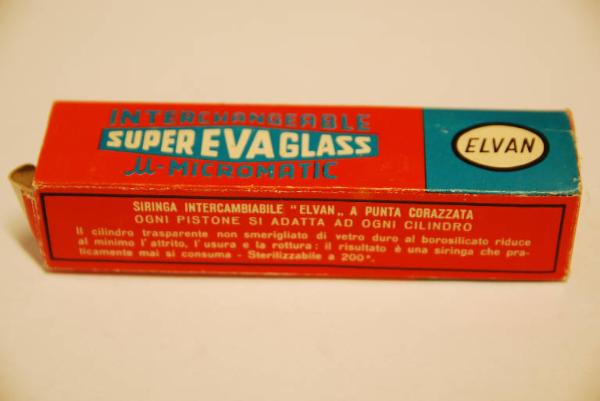 INTERCHANGEABLE
SUPER EVAGLASS
µ-MICROMATIC
ELVAN
SIRINGA INTERCAMBIABILE "ELVAN„ A PUNTA CORAZZATA
OGNI PISTONE SI ADATTA AD OGNI CILINDRO
Il cilindro trasparente non smerigliato di vetro duro al borosilicato riduce
al minimo l'attrito, l'usura e la rottura: il risultato è una siringa che pra-
ticamente mai si consuma - Sterilizzabile a 200°.